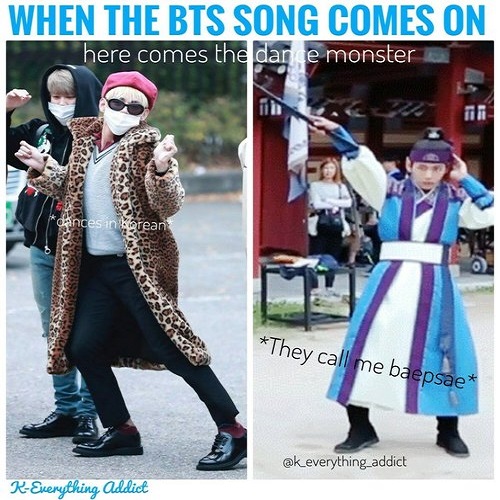 WHEN THE BTS SONG COMES ON
here comes the dance monster
*dances in korean*
*They call me baepsae*
@k_everything_addict
K-Everything Addict